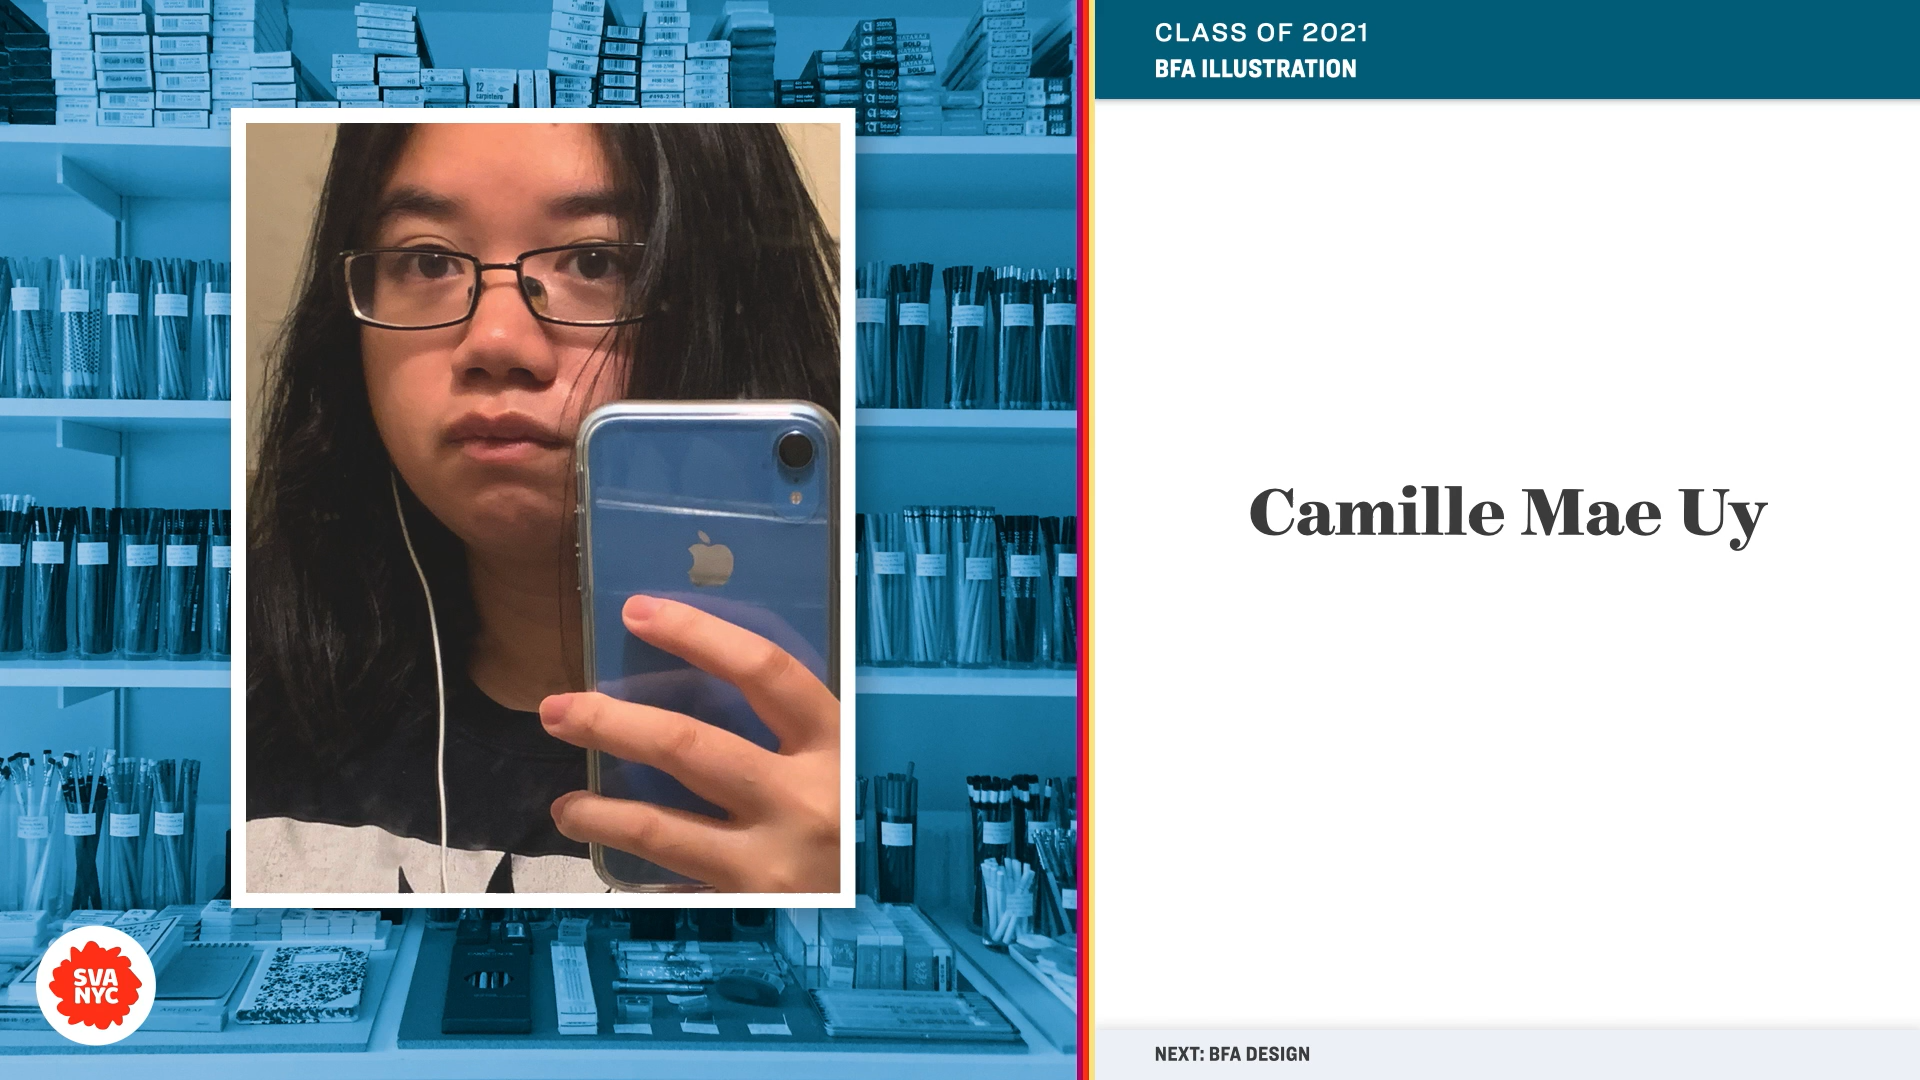 CLASS OF 2021
BFA ILLUSTRATION
Camille Mae Uy
NEXT: BFA DESIGN
SVA
NYC